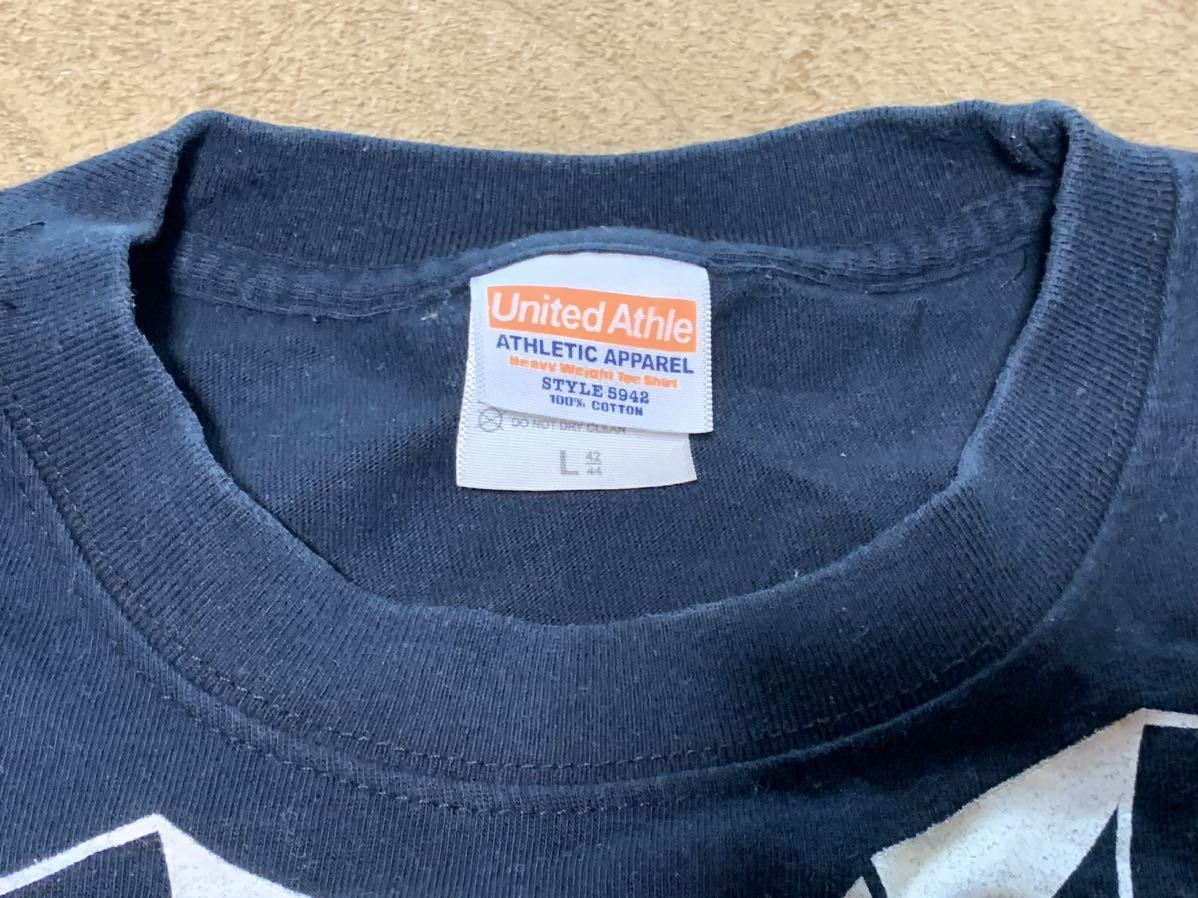 United Athle
ATHLETIC APPAREL
Heavy Weight Tee Shirt
STYLE 5942
100% COTTON
DO NOT DRY CLEAN
L 42/44